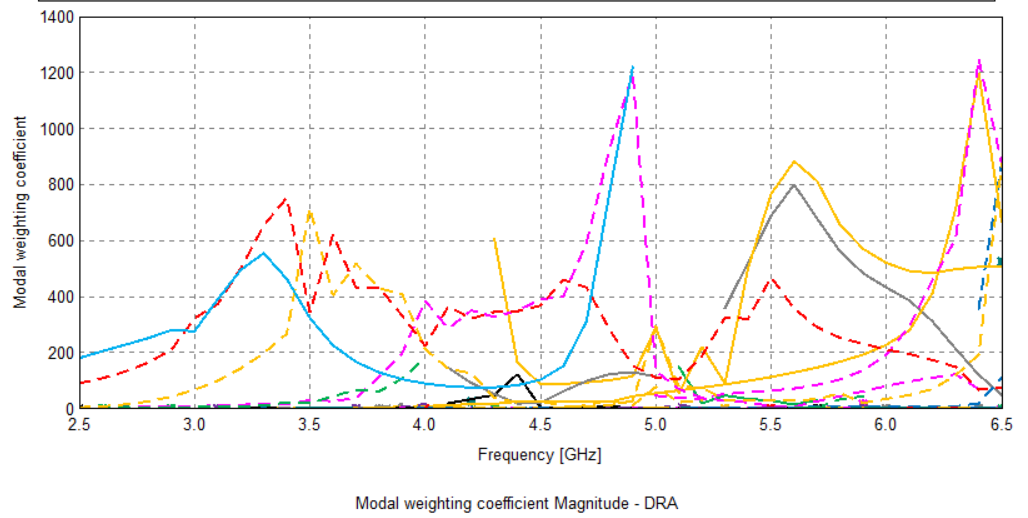 1400
1200
1000
800
600
400
200
0
Modal weighting coefficient
2.5 3.0 3.5 4.0 4.5 5.0 5.5 6.0 6.5
Frequency [GHz]
Modal weighting coefficient Magnitude - DRA